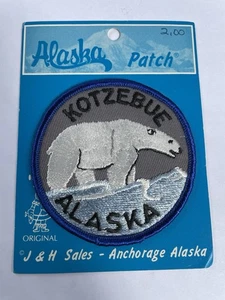 2,00
Alaska Patch
KOTZEBUE
ALASKA
ORIGINAL
© J & H Sales - Anchorage Alaska